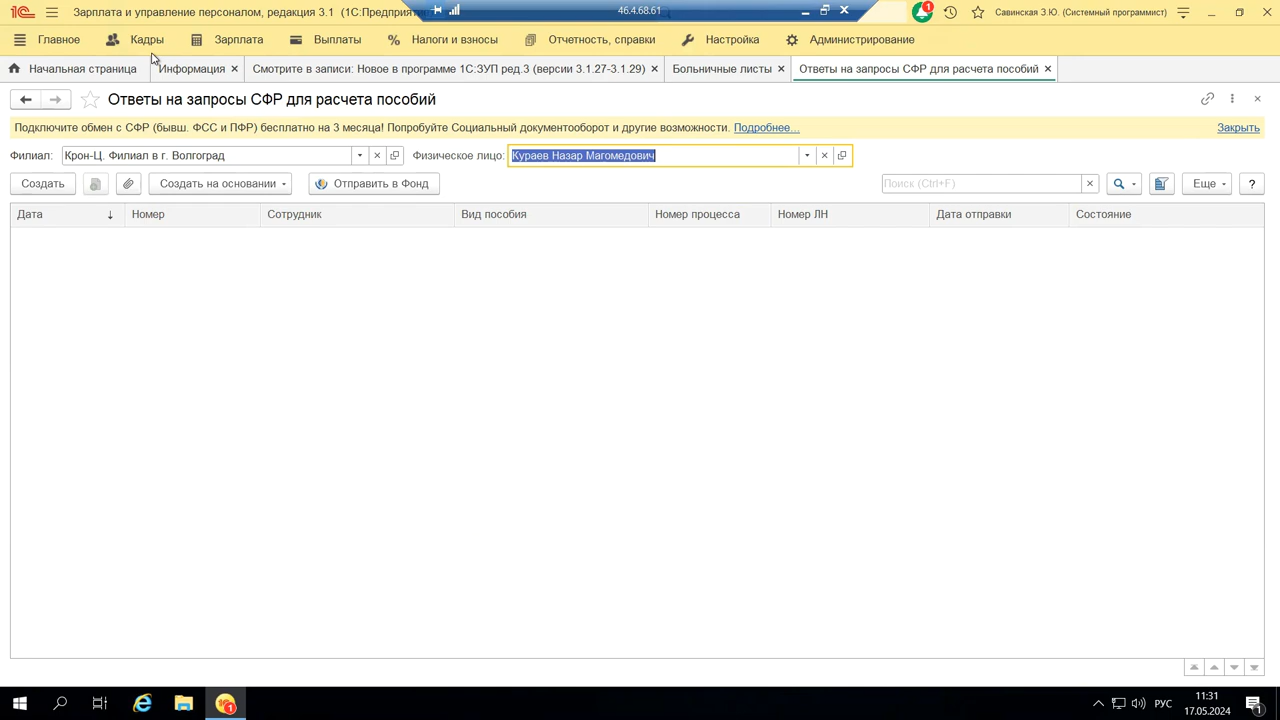 Зарплата и управление персоналом, редакция 3.1 (1С:Предприятие
46.4.68.61
1
Савинская З.Ю. (Системный программист)
Главное
Кадры
Зарплата
Выплаты
Налоги и взносы
Отчетность, справки
Настройка
Администрирование
Начальная страница
Информация
Смотрите в записи: Новое в программе 1С:ЗУП ред.3 (версии 3.1.27-3.1.29)
Больничные листы
Ответы на запросы СФР для расчета пособий
Ответы на запросы СФР для расчета пособий
Подключите обмен с СФР (бывш. ФСС и ПФР) бесплатно на 3 месяца! Попробуйте Социальный документооборот и другие возможности. Подробнее...
Закрыть
Филиал: Крон-Ц. Филиал в г. Волгоград
Физическое лицо: Кураев Назар Магомедович
Создать
Создать на основании
Отправить в Фонд
Поиск (Ctrl+F)
Еще
?
Дата
Номер
Сотрудник
Вид пособия
Номер процесса
Номер ЛН
Дата отправки
Состояние
1
РУС
11:31
17.05.2024
1